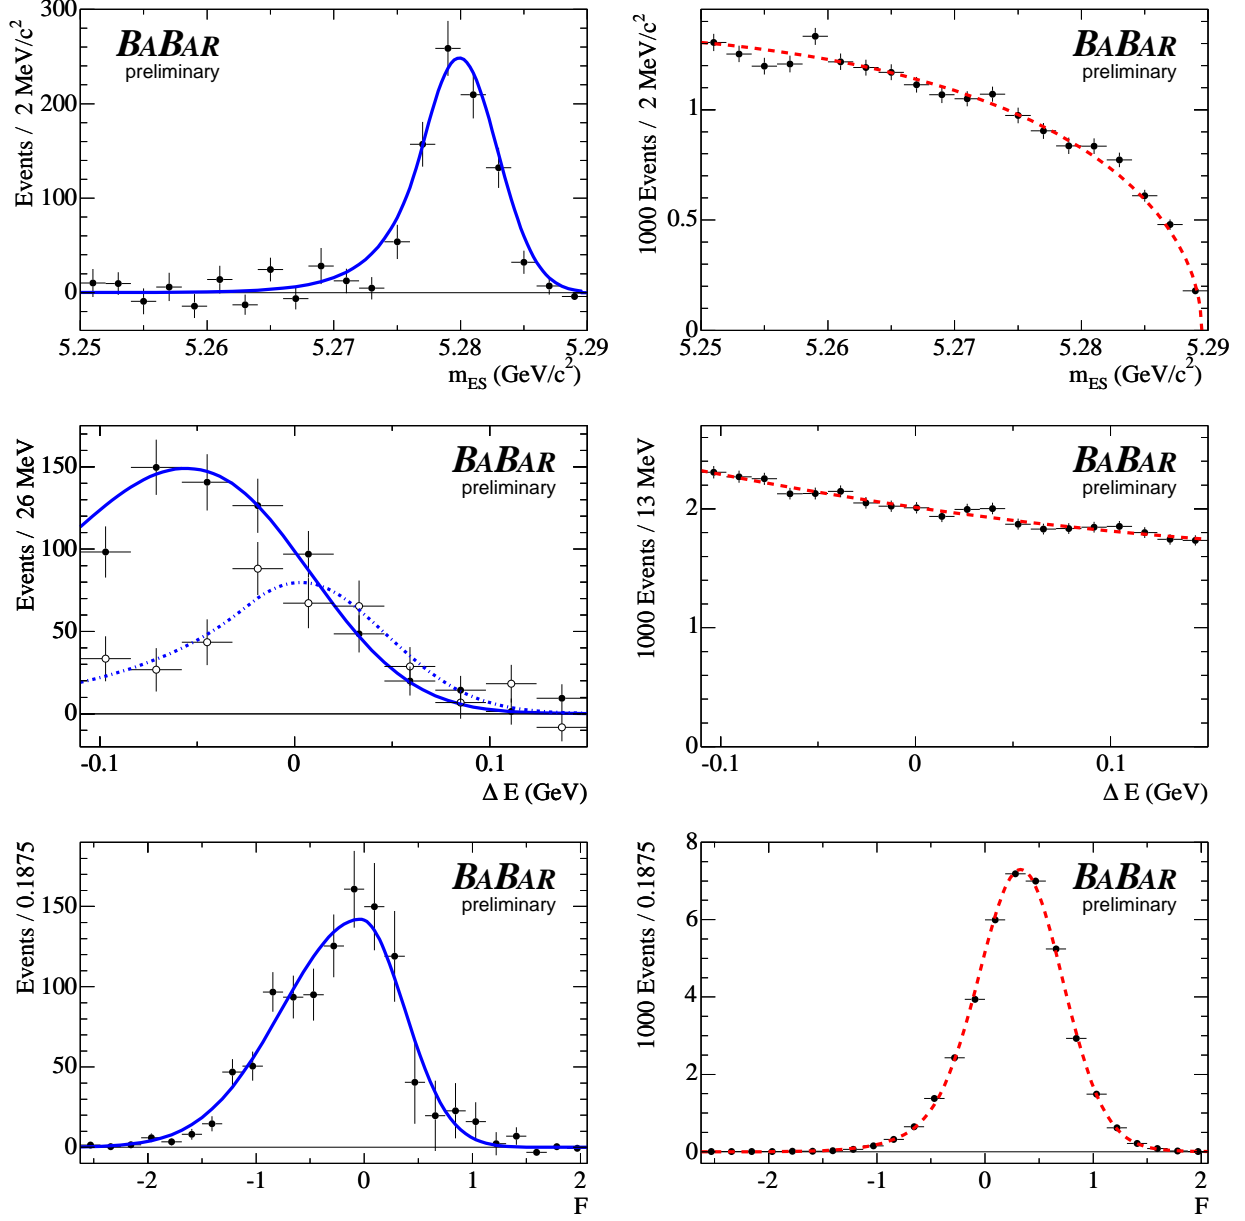 Events / 2 MeV/c²
300
200
100
0
BABAR
preliminary
5.25 5.26 5.27 5.28 5.29
m_ES (GeV/c²)
1000 Events / 2 MeV/c²
1
0.5
0
BABAR
preliminary
5.25 5.26 5.27 5.28 5.29
m_ES (GeV/c²)
Events / 26 MeV
150
100
50
0
BABAR
preliminary
-0.1 0 0.1
Δ E (GeV)
1000 Events / 13 MeV
2
1
0
BABAR
preliminary
-0.1 0 0.1
Δ E (GeV)
Events / 0.1875
150
100
50
0
BABAR
preliminary
-2 -1 0 1 2
F
1000 Events / 0.1875
8
6
4
2
0
BABAR
preliminary
-2 -1 0 1 2
F